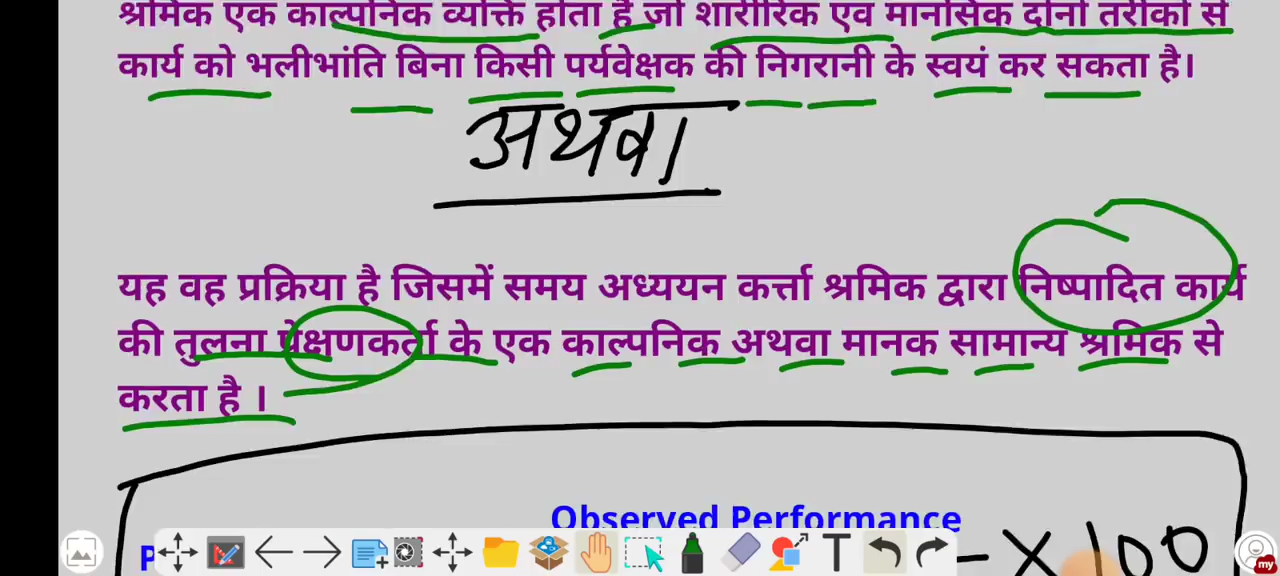 श्रमिक एक काल्पनिक व्यक्ति होता है जो शारीरिक एवं मानसिक दोनों तरीकों से
कार्य को भलीभांति बिना किसी पर्यवेक्षक की निगरानी के स्वयं कर सकता है।
अथवा
यह वह प्रक्रिया है जिसमें समय अध्ययन कर्त्ता श्रमिक द्वारा निष्पादित कार्य
की तुलना प्रेक्षणकर्ता के एक काल्पनिक अथवा मानक सामान्य श्रमिक से
करता है ।
Observed Performance
P
× 100
T
my